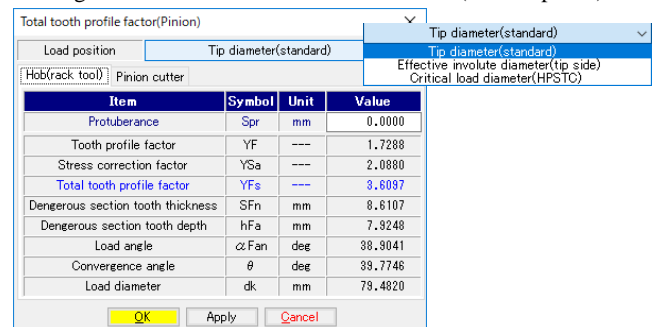 Total tooth profile factor(Pinion)
Load position Tip diameter(standard)
Tip diameter(standard)
Tip diameter(standard)
Effective involute diameter(tip side)
Critical load diameter(HPSTC)
Hob(rack tool) Pinion cutter
Item Symbol Unit Value
Protuberance Spr mm 0.0000
Tooth profile factor YF --- 1.7288
Stress correction factor YSa --- 2.0880
Total tooth profile factor YFs --- 3.6097
Dengerous section tooth thickness SFn mm 8.6107
Dengerous section tooth depth hFa mm 7.9248
Load angle αFan deg 38.9041
Convergence angle θ deg 39.7746
Load diameter dk mm 79.4820
OK Apply Cancel